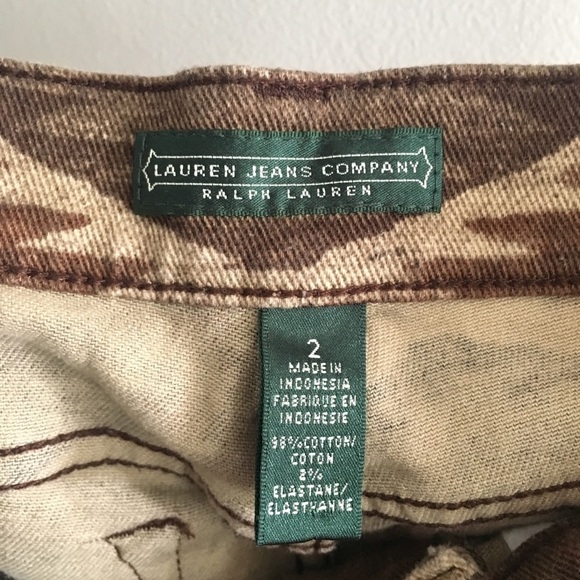 LAUREN JEANS COMPANY
RALPH LAUREN
2
MADE IN
INDONESIA
FABRIQUE EN
INDONESIE
98%COTTON/
COTON
2%
ELASTANE/
ELASTHANNE